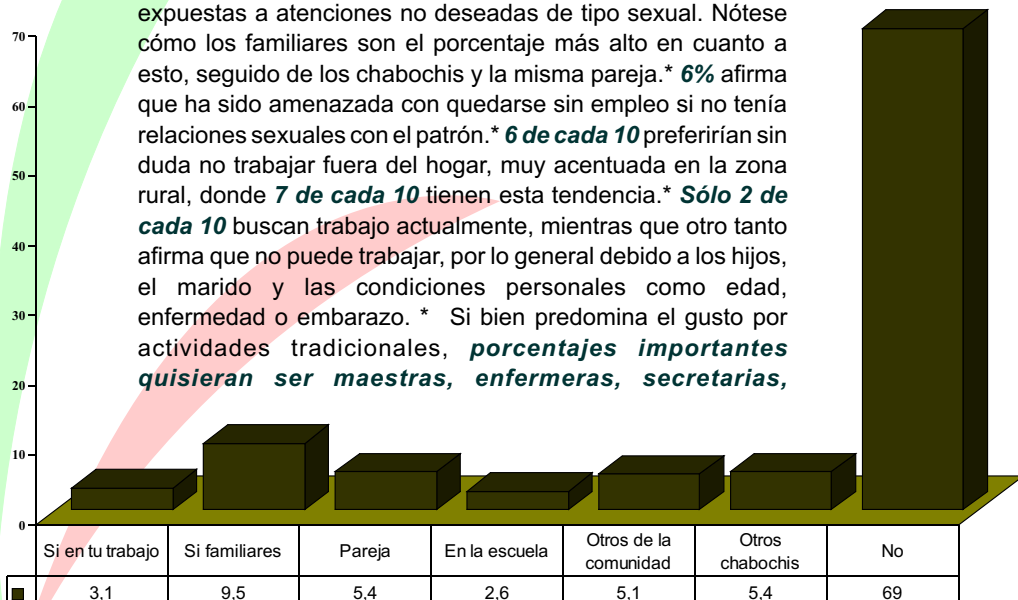 expuestas a atenciones no deseadas de tipo sexual. Nótese
cómo los familiares son el porcentaje más alto en cuanto a
esto, seguido de los chabochis y la misma pareja.* 6% afirma
que ha sido amenazada con quedarse sin empleo si no tenía
relaciones sexuales con el patrón.* 6 de cada 10 preferirían sin
duda no trabajar fuera del hogar, muy acentuada en la zona
rural, donde 7 de cada 10 tienen esta tendencia.* Sólo 2 de
cada 10 buscan trabajo actualmente, mientras que otro tanto
afirma que no puede trabajar, por lo general debido a los hijos,
el marido y las condiciones personales como edad,
enfermedad o embarazo. * Si bien predomina el gusto por
actividades tradicionales, porcentajes importantes
quisieran ser maestras, enfermeras, secretarias,
70
60
50
40
30
20
10
0
Si en tu trabajo Si familiares Pareja En la escuela Otros de la comunidad Otros chabochis No
3,1 9,5 5,4 2,6 5,1 5,4 69